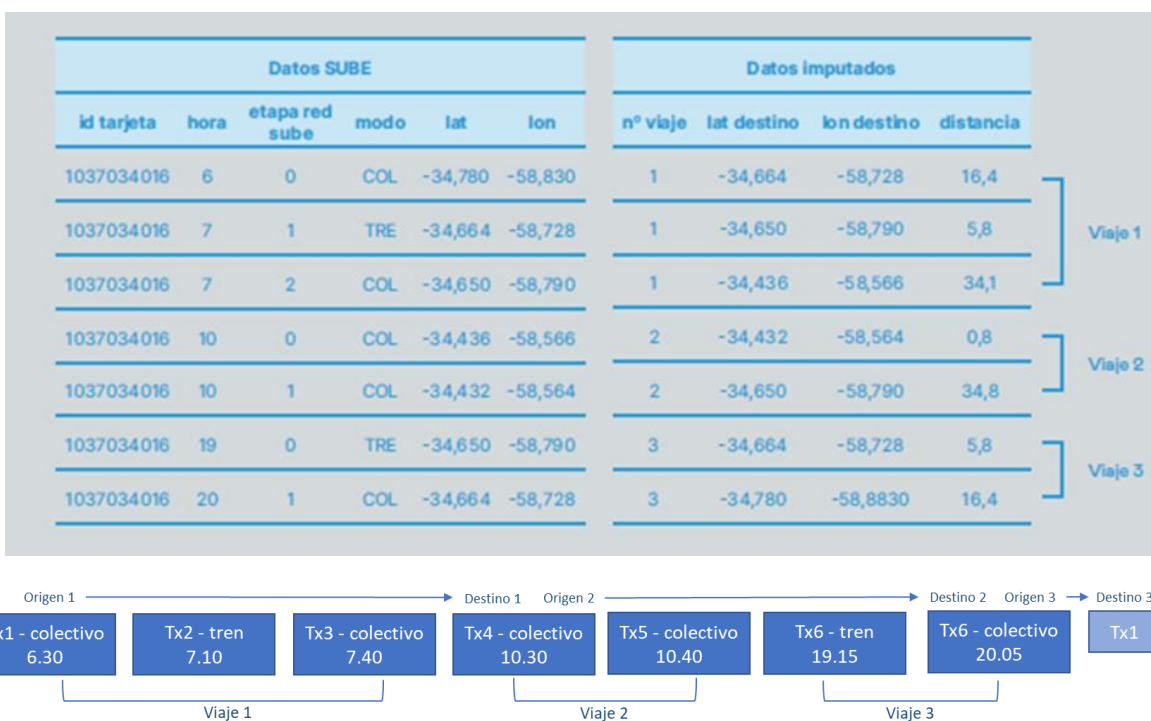 Datos SUBE Datos imputados
id tarjeta hora etapa red sube modo lat lon nº viaje lat destino lon destino distancia
1037034016 6 0 COL -34,780 -58,830 1 -34,664 -58,728 16,4
1037034016 7 1 TRE -34,664 -58,728 1 -34,650 -58,790 5,8
Viaje 1
1037034016 7 2 COL -34,650 -58,790 1 -34,436 -58,566 34,1
1037034016 10 0 COL -34,436 -58,566 2 -34,432 -58,564 0,8
Viaje 2
1037034016 10 1 COL -34,432 -58,564 2 -34,650 -58,790 34,8
1037034016 19 0 TRE -34,650 -58,790 3 -34,664 -58,728 5,8
Viaje 3
1037034016 20 1 COL -34,664 -58,728 3 -34,780 -58,8830 16,4
Origen 1 Destino 1 Origen 2 Destino 2 Origen 3 Destino 3
x1 - colectivo Tx2 - tren Tx3 - colectivo Tx4 - colectivo Tx5 - colectivo Tx6 - tren Tx6 - colectivo Tx1
6.30 7.10 7.40 10.30 10.40 19.15 20.05
Viaje 1 Viaje 2 Viaje 3